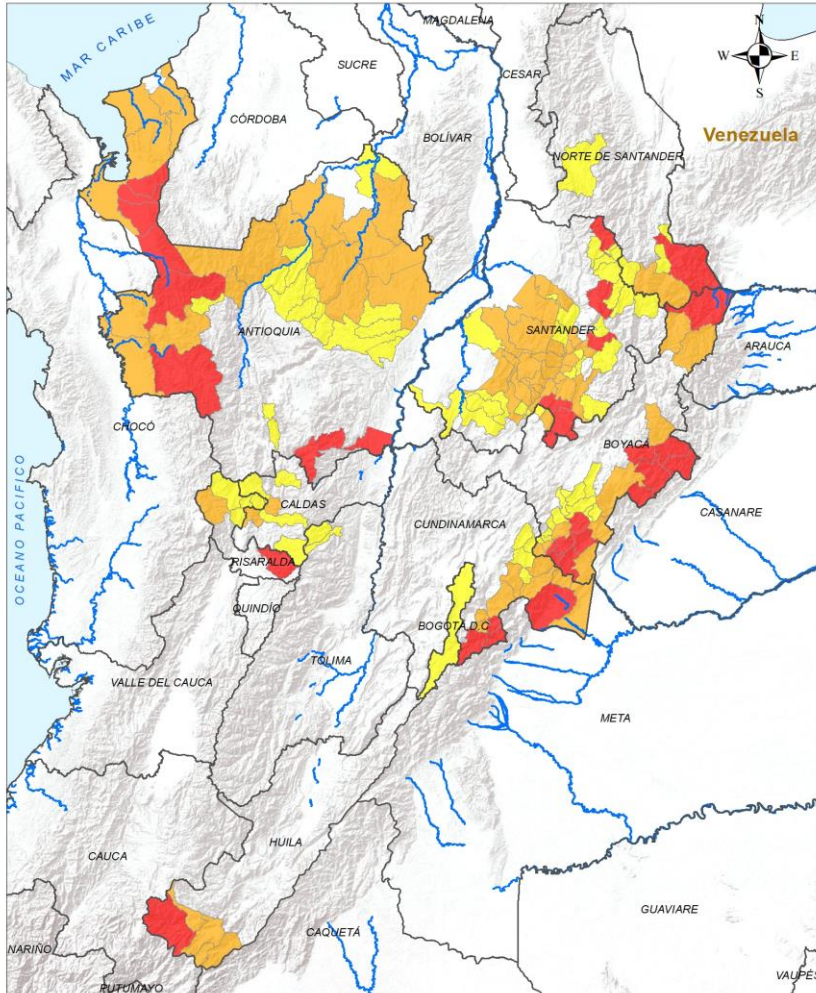 MAGDALENA
MAR CARIBE
SUCRE
CESAR
N
W E
S
CÓRDOBA
BOLÍVAR
Venezuela
NORTE DE SANTANDER
ANTIOQUIA
SANTANDER
ARAUCA
CHOCÓ
BOYACÁ
OCEANO PACIFICO
CALDAS
CUNDINAMARCA
CASANARE
RISARALDA
QUINDÍO
BOGOTÁ, D.C
TOLIMA
VALLE DEL CAUCA
META
HUILA
CAUCA
GUAVIARE
CAQUETÁ
NARIÑO
PUTUMAYO
VAUPÉS